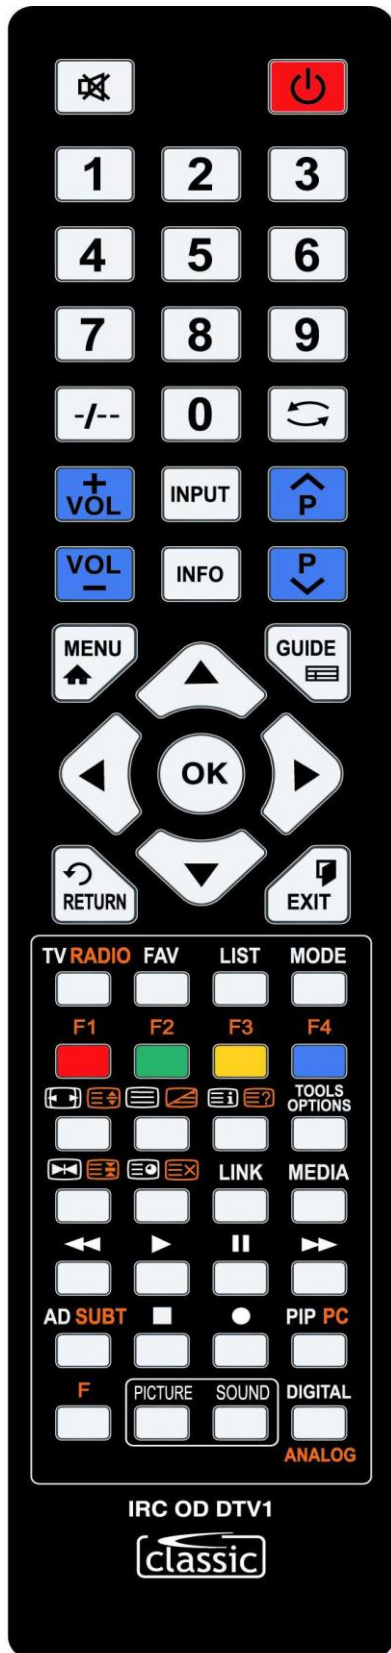 1 2 3
4 5 6
7 8 9
-/-- 0
+ VOL INPUT P
VOL - INFO P
MENU GUIDE
OK
RETURN EXIT
TV RADIO FAV LIST MODE
F1 F2 F3 F4
i ? TOOLS
OPTIONS
LINK MEDIA
AD SUBT PIP PC
F PICTURE SOUND DIGITAL
ANALOG
IRC OD DTV1
classic